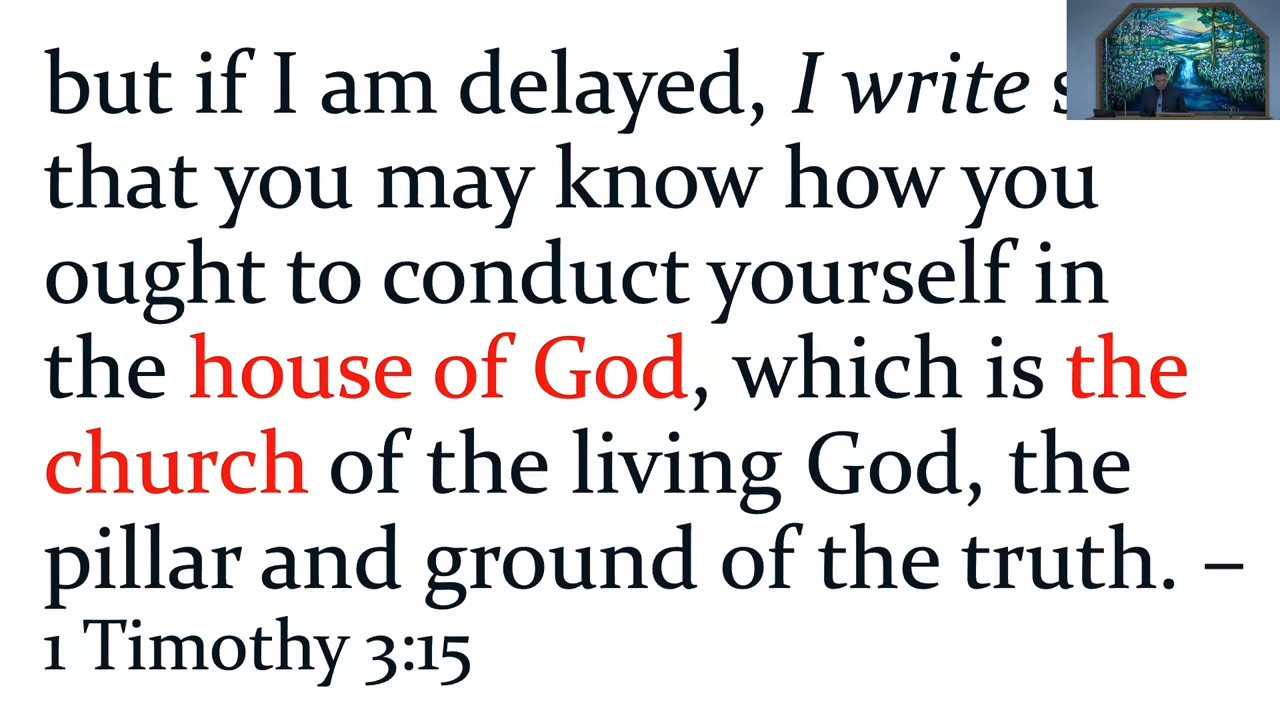 but if I am delayed, I write
that you may know how you
ought to conduct yourself in
the house of God, which is the
church of the living God, the
pillar and ground of the truth. –
1 Timothy 3:15